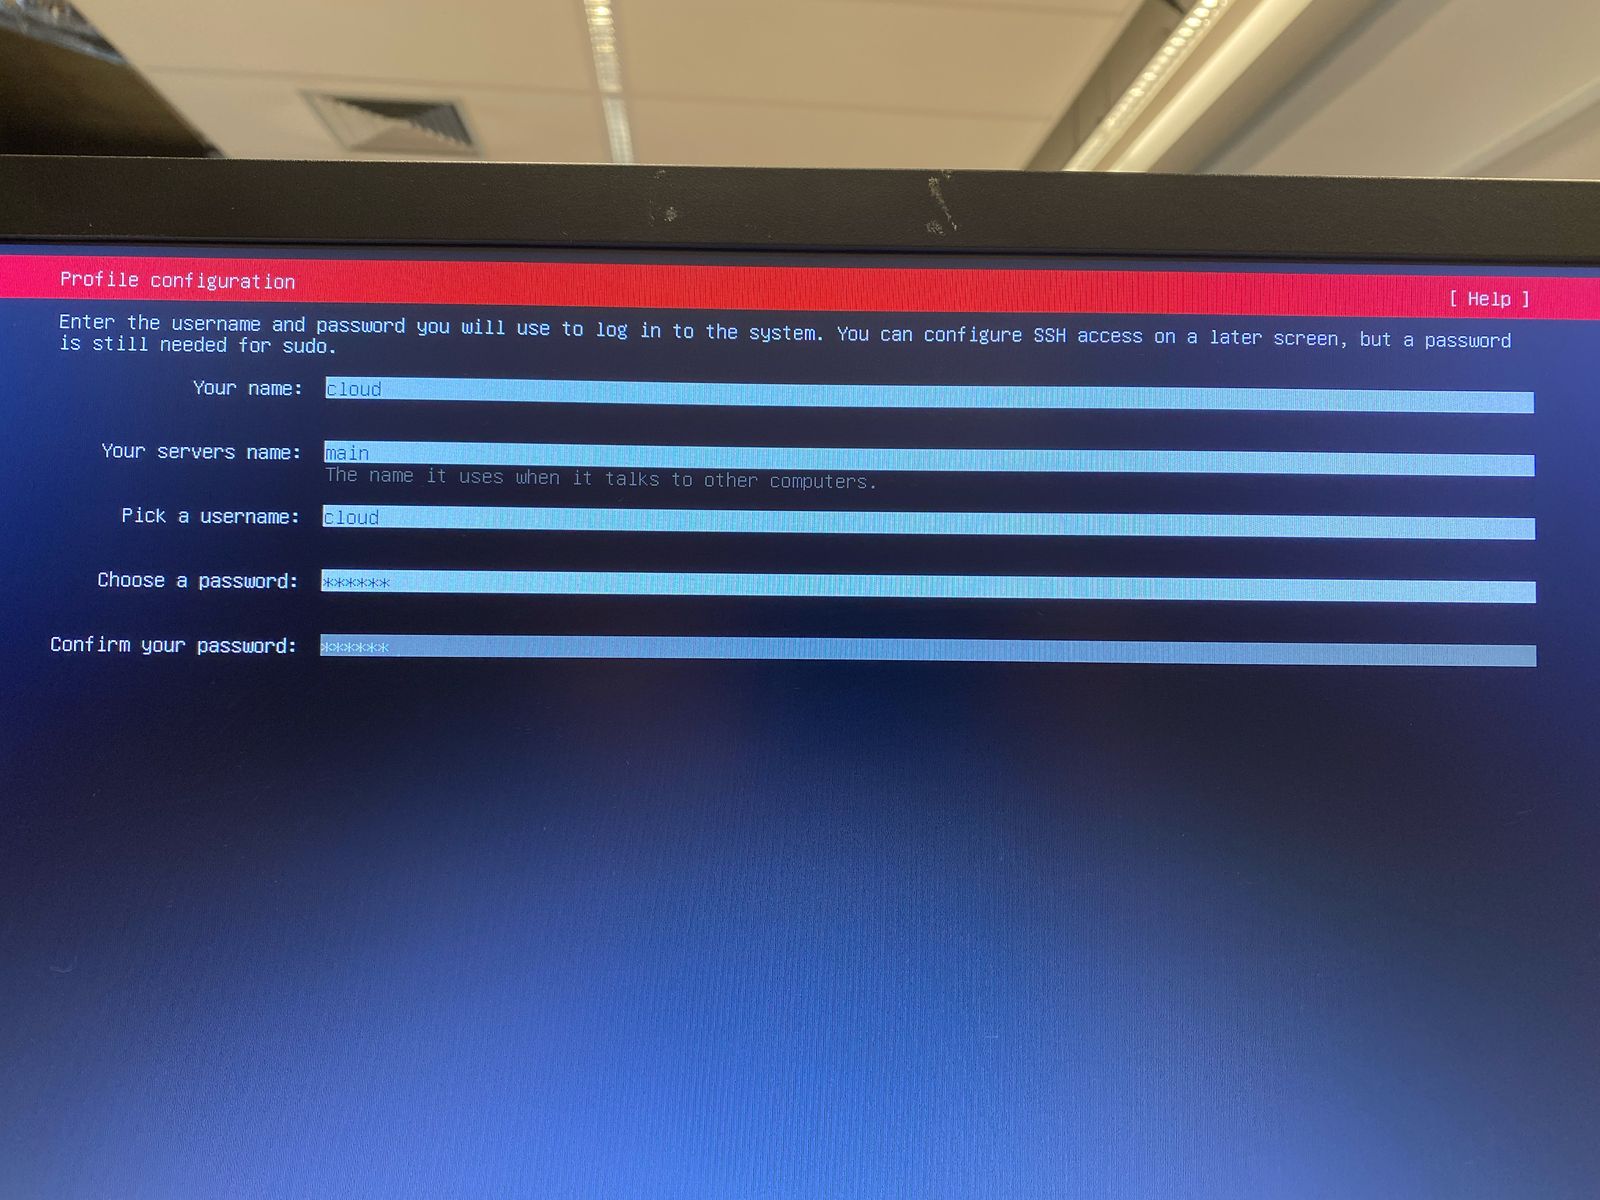 Profile configuration
[ Help ]
Enter the username and password you will use to log in to the system. You can configure SSH access on a later screen, but a password
is still needed for sudo.
Your name: cloud
Your servers name: main
The name it uses when it talks to other computers.
Pick a username: cloud
Choose a password: ******
Confirm your password: ******